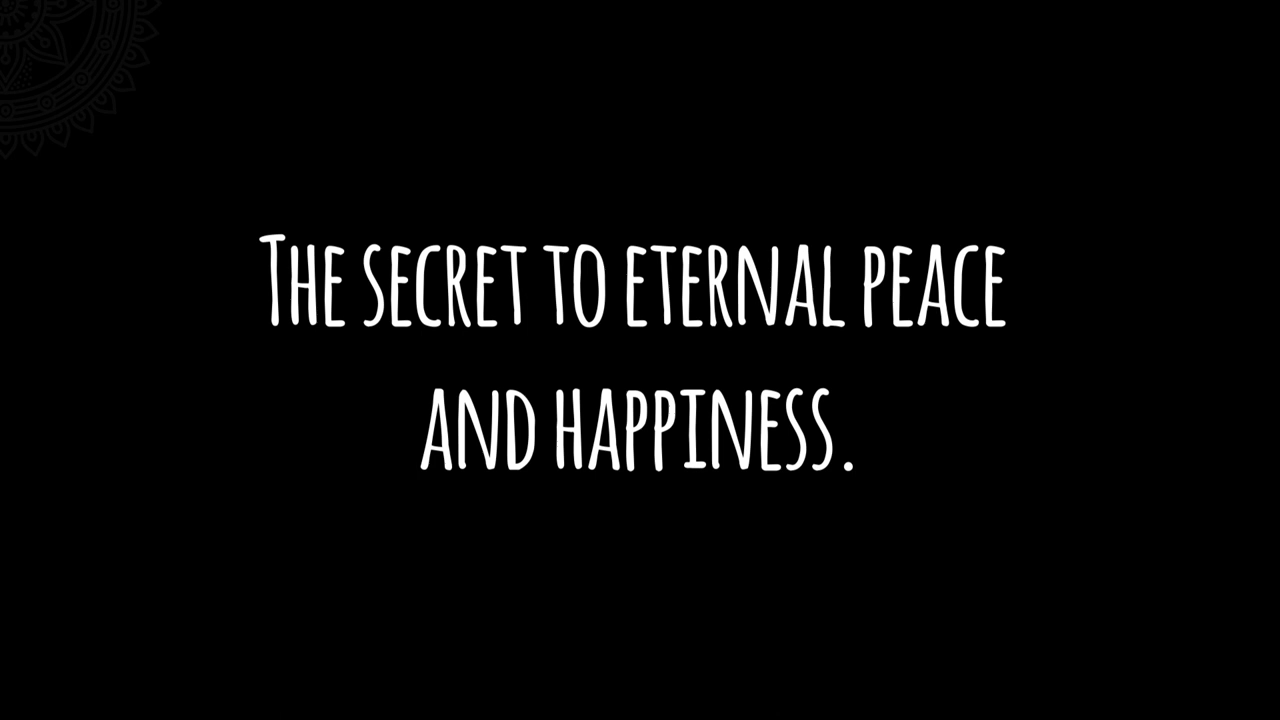 The secret to eternal peace
and happiness.